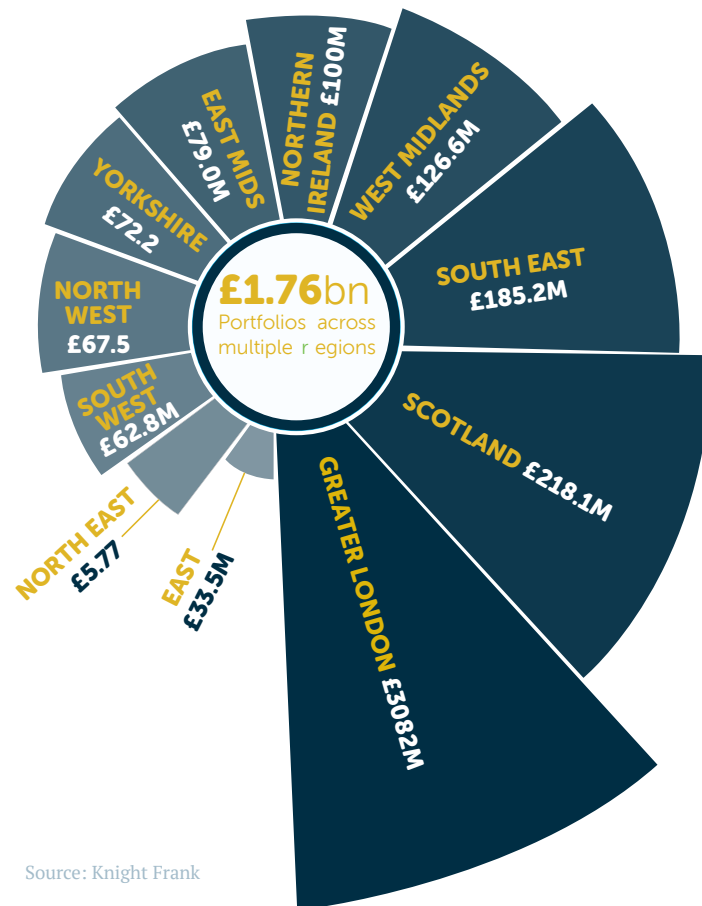 £1.76bn
Portfolios across
multiple r egions
NORTHERN
IRELAND £100M
WEST MIDLANDS
£126.6M
SOUTH EAST
£185.2M
SCOTLAND £218.1M
GREATER LONDON £3082M
EAST
£33.5M
NORTH EAST
£5.77
SOUTH
WEST
£62.8M
NORTH
WEST
£67.5
YORKSHIRE
£72.2
EAST MIDS
£79.0M
Source: Knight Frank